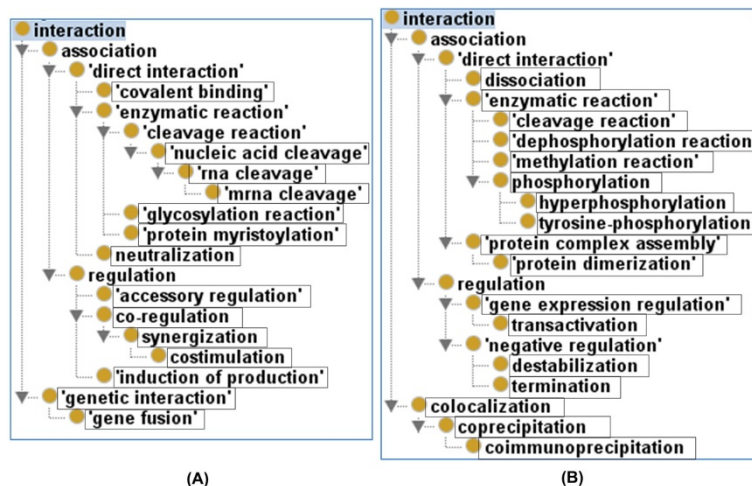 interaction
association
'direct interaction'
'covalent binding'
'enzymatic reaction'
'cleavage reaction'
'nucleic acid cleavage'
'rna cleavage'
'mrna cleavage'
'glycosylation reaction'
'protein myristoylation'
neutralization
regulation
'accessory regulation'
co-regulation
synergization
costimulation
'induction of production'
'genetic interaction'
'gene fusion'
(A)
interaction
association
'direct interaction'
dissociation
'enzymatic reaction'
'cleavage reaction'
'dephosphorylation reaction
'methylation reaction'
phosphorylation
hyperphosphorylation
tyrosine-phosphorylation
'protein complex assembly'
'protein dimerization'
regulation
'gene expression regulation'
transactivation
'negative regulation'
destabilization
termination
colocalization
coprecipitation
coimmunoprecipitation
(B)